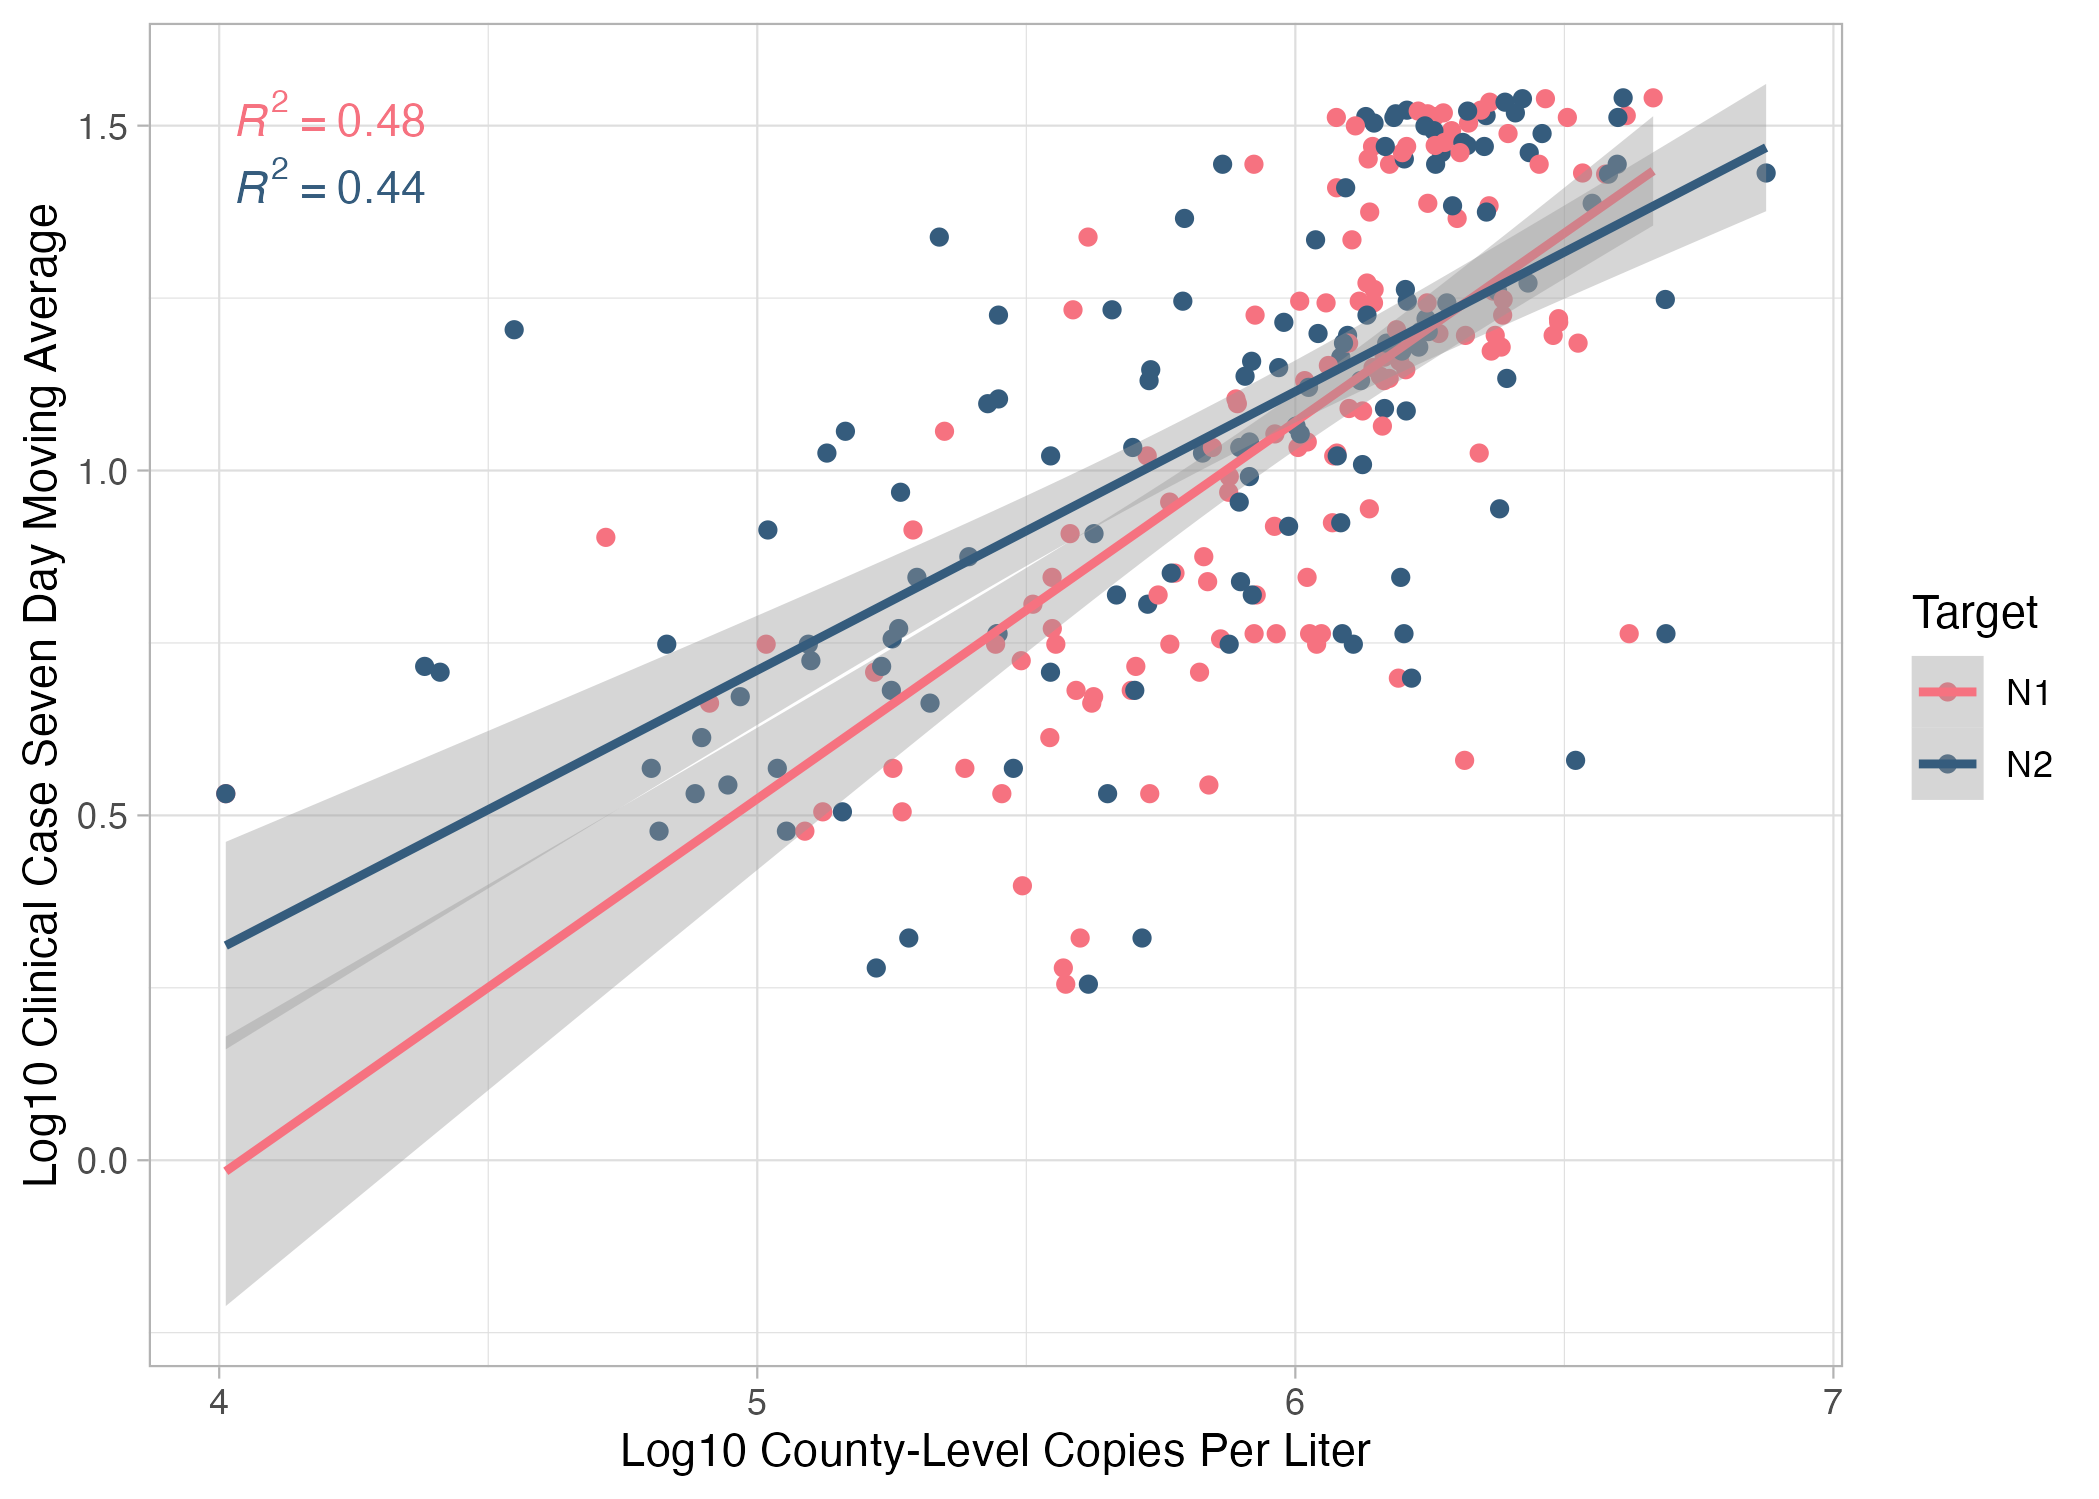 R² = 0.48
R² = 0.44
1.5
1.0
0.5
0.0
4 5 6 7
Log10 County-Level Copies Per Liter
Log10 Clinical Case Seven Day Moving Average
Target
N1
N2